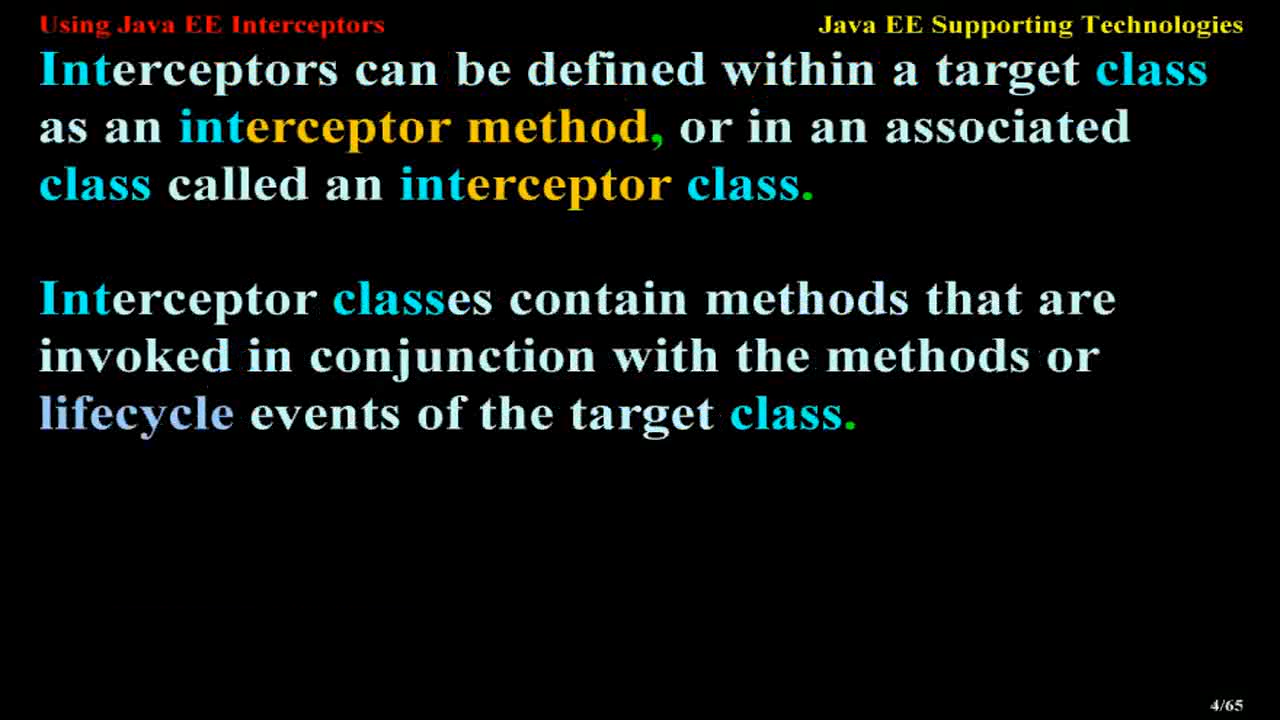 Using Java EE Interceptors
Java EE Supporting Technologies
Interceptors can be defined within a target class
as an interceptor method, or in an associated
class called an interceptor class.
Interceptor classes contain methods that are
invoked in conjunction with the methods or
lifecycle events of the target class.
4/65